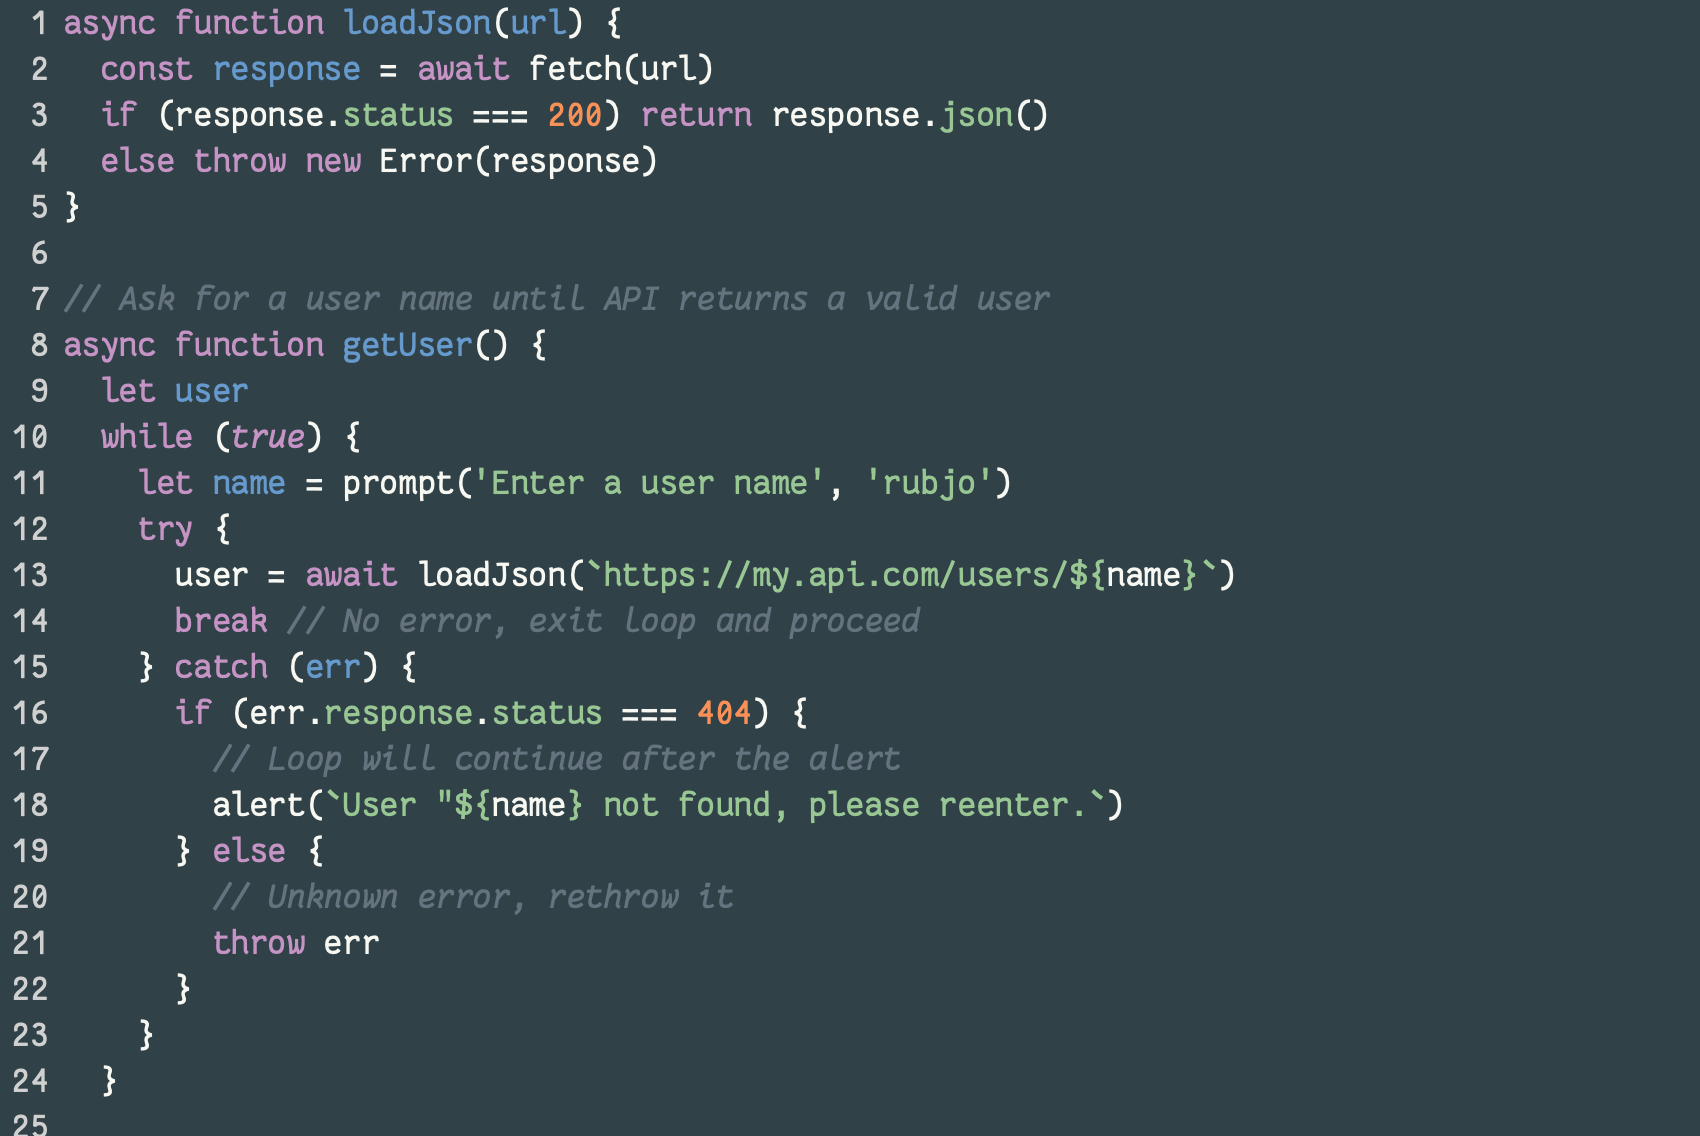 1 async function loadJson(url) {
2   const response = await fetch(url)
3   if (response.status === 200) return response.json()
4   else throw new Error(response)
5 }
6
7 // Ask for a user name until API returns a valid user
8 async function getUser() {
9   let user
10   while (true) {
11     let name = prompt('Enter a user name', 'rubjo')
12     try {
13       user = await loadJson(`https://my.api.com/users/${name}`)
14       break // No error, exit loop and proceed
15     } catch (err) {
16       if (err.response.status === 404) {
17         // Loop will continue after the alert
18         alert(`User "${name} not found, please reenter.`)
19       } else {
20         // Unknown error, rethrow it
21         throw err
22       }
23     }
24   }
25